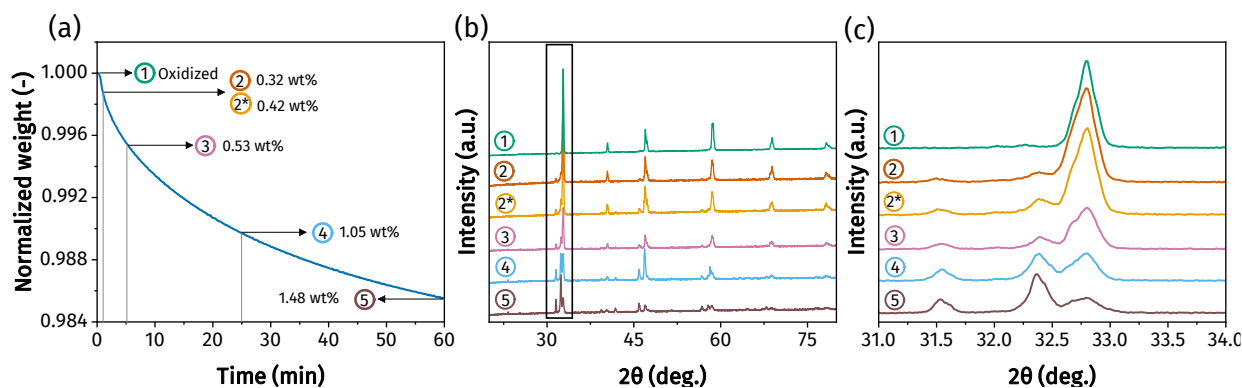 (a)
1.000
0.996
0.992
0.988
0.984
Normalized weight (-)
1 Oxidized
2 0.32 wt%
2* 0.42 wt%
3 0.53 wt%
4 1.05 wt%
1.48 wt% 5
0 10 20 30 40 50 60
Time (min)
(b)
Intensity (a.u.)
1
2
2*
3
4
5
30 45 60 75
2θ (deg.)
(c)
Intensity (a.u.)
1
2
2*
3
4
5
31.0 31.5 32.0 32.5 33.0 33.5 34.0
2θ (deg.)